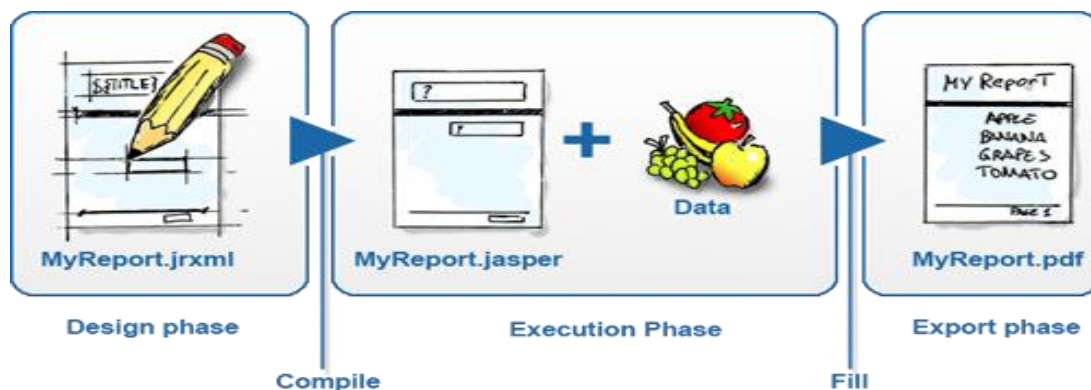 ${TITLE}
?
?
MY RePorT
APPLE
BANANA
GRAPES
TOMATO
PAGE 1
+
Data
MyReport.jrxml
MyReport.jasper
MyReport.pdf
Design phase
Execution Phase
Export phase
Compile
Fill